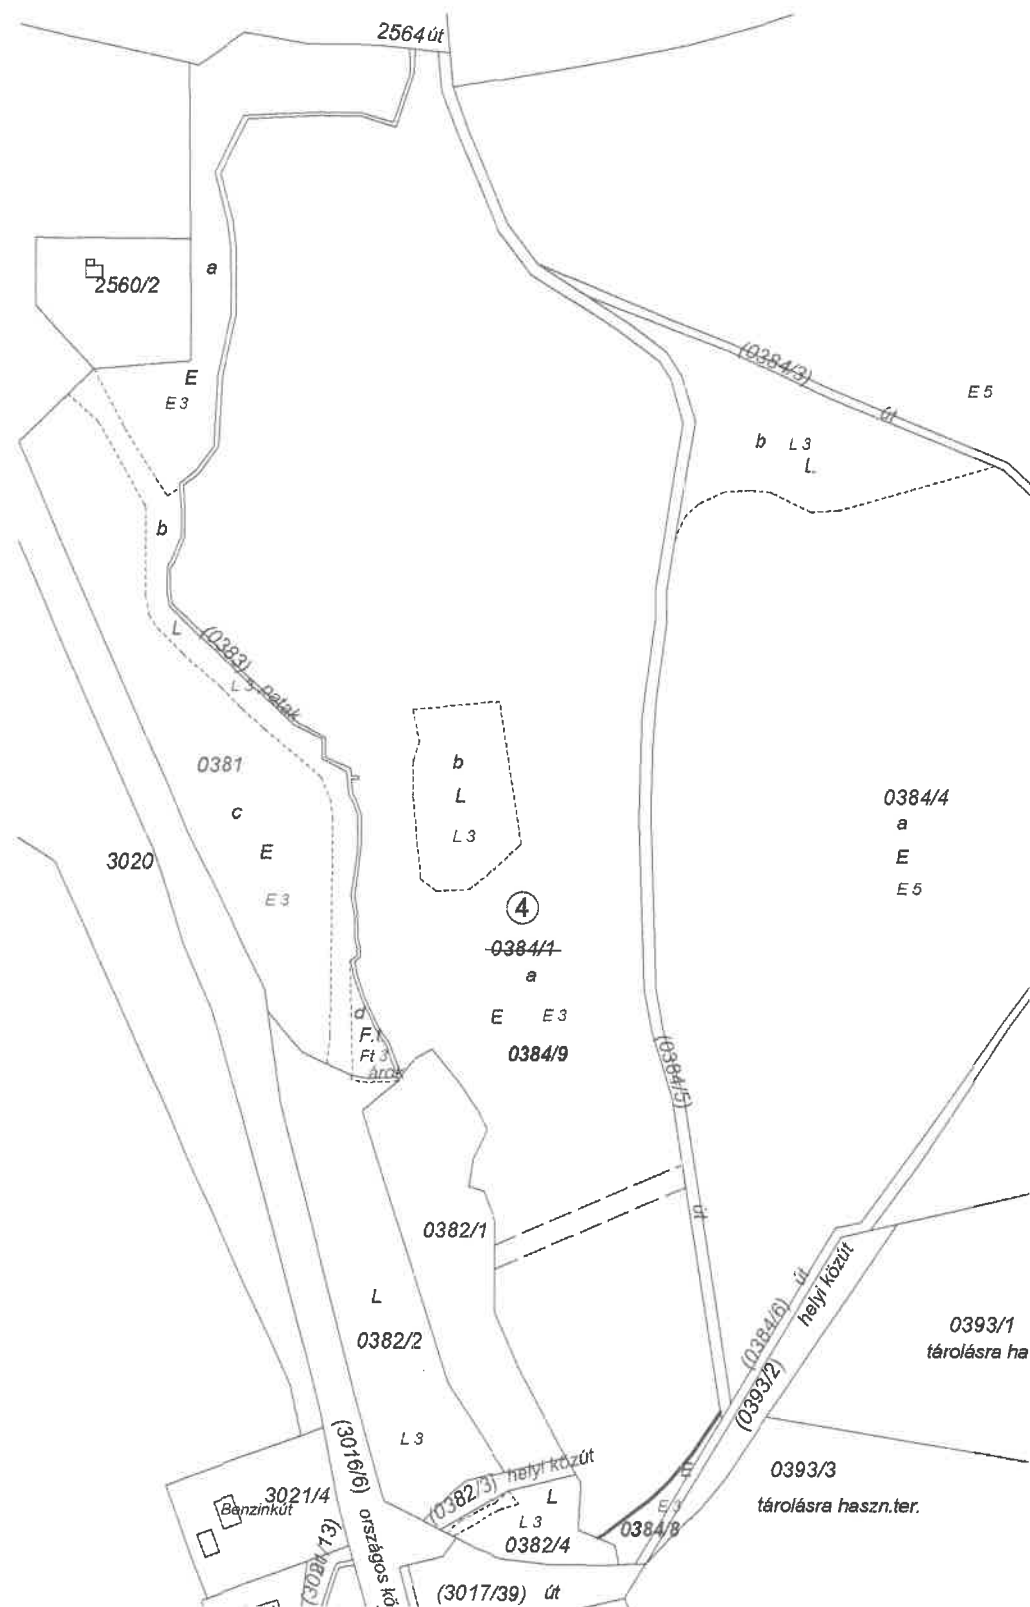 2564 út
a
2560/2
E
E 3
(0384/3)
út
E 5
b L 3
L
b
L
(0383) patak
L 3
0381
c
E
E 3
3020
b
L
L 3
0384/4
a
E
E 5
4
0384/1
a
E E 3
0384/9
d
Ft 3
árok
(0384/5)
út
0382/1
L
0382/2
L 3
(0384/6) út
helyi közút
(0393/2)
0393/1
tárolásra ha
0393/3
tárolásra haszn.ter.
(3016/6) országos kö
3021/4
Benzinkút
(0382/3) helyi közút
L
L 3
0382/4
E
E 3
0384/8
(3017/39) út